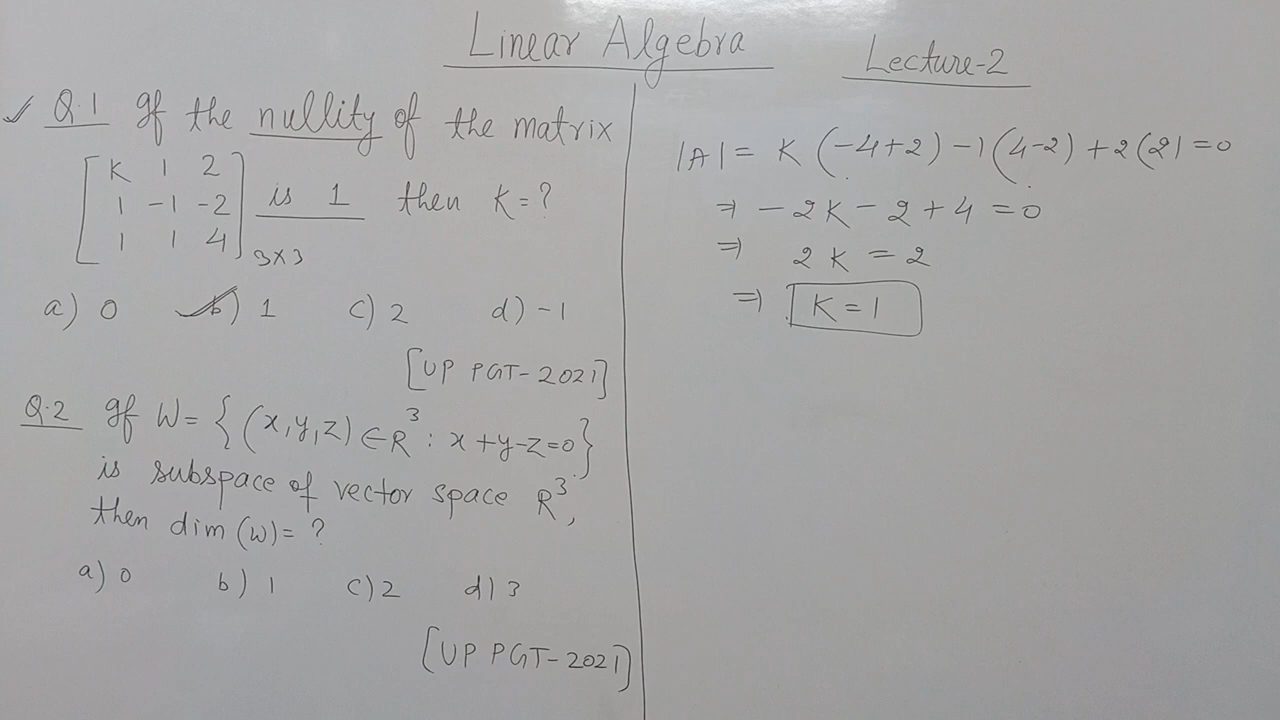 Linear Algebra
Lecture-2
Q.1 If the nullity of the matrix
[K 1 2
1 -1 -2
1 1 4]3×3 is 1 then K=?
a) 0 b) 1 c) 2 d) -1
[UP PGT-2021]
Q.2 If W= {(x,y,z) ∈ R³ : x+y-z=0}
is subspace of vector space R³,
then dim (W)= ?
a) 0 b) 1 c) 2 d) 3
[UP PGT-2021]
|A| = K (-4+2) -1(4-2) +2(2) =0
⇒ -2K -2 +4 =0
⇒ 2K = 2
⇒ K = 1